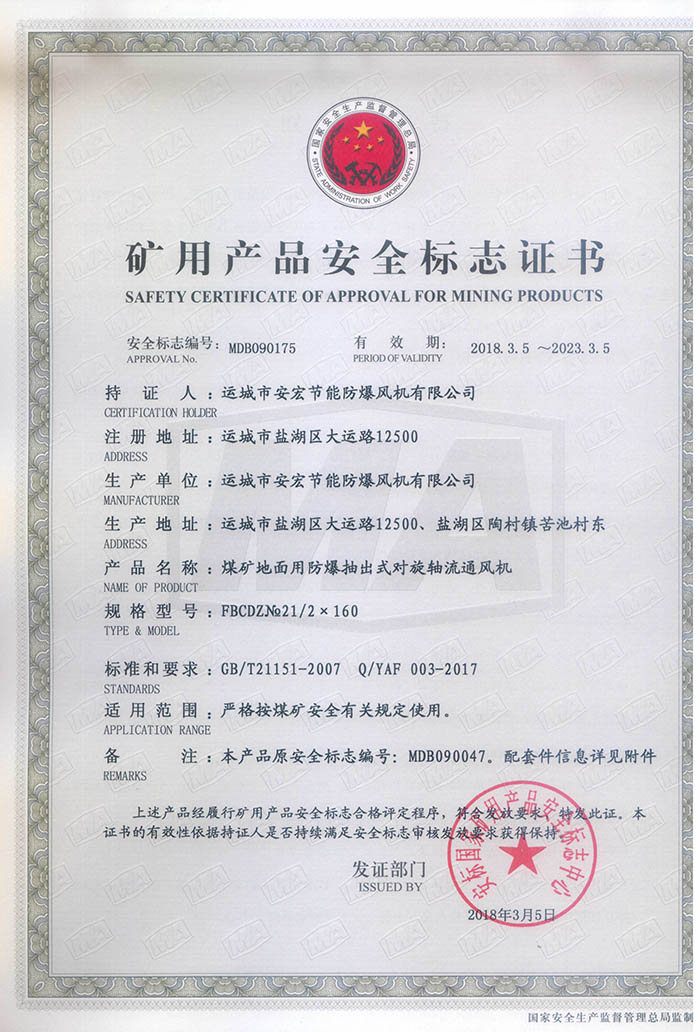 国家安全生产监督管理总局
STATE ADMINISTRATION OF WORK SAFETY
矿用产品安全标志证书
SAFETY CERTIFICATE OF APPROVAL FOR MINING PRODUCTS
安全标志编号: MDB090175 有效期: 2018.3.5 ～2023.3.5
APPROVAL No. PERIOD OF VALIDITY
持证人：运城市安宏节能防爆风机有限公司
CERTIFICATION HOLDER
注册地址：运城市盐湖区大运路12500
ADDRESS
生产单位：运城市安宏节能防爆风机有限公司
MANUFACTURER
生产地址：运城市盐湖区大运路12500、盐湖区陶村镇苦池村东
ADDRESS
产品名称：煤矿地面用防爆抽出式对旋轴流通风机
NAME OF PRODUCT
规格型号：FBCDZ№21/2×160
TYPE & MODEL
标准和要求：GB/T21151-2007 Q/YAF 003-2017
STANDARDS
适用范围：严格按煤矿安全有关规定使用。
APPLICATION RANGE
备注：本产品原安全标志编号: MDB090047。配套件信息详见附件
REMARKS
上述产品经履行矿用产品安全标志合格评定程序，符合发放要求，特发此证。本
证书的有效性依据持证人是否持续满足安全标志审核发放要求获得保持。
发证部门
ISSUED BY
安标国家矿用产品安全标志中心
2018年3月5日
国家安全生产监督管理总局监制
MA